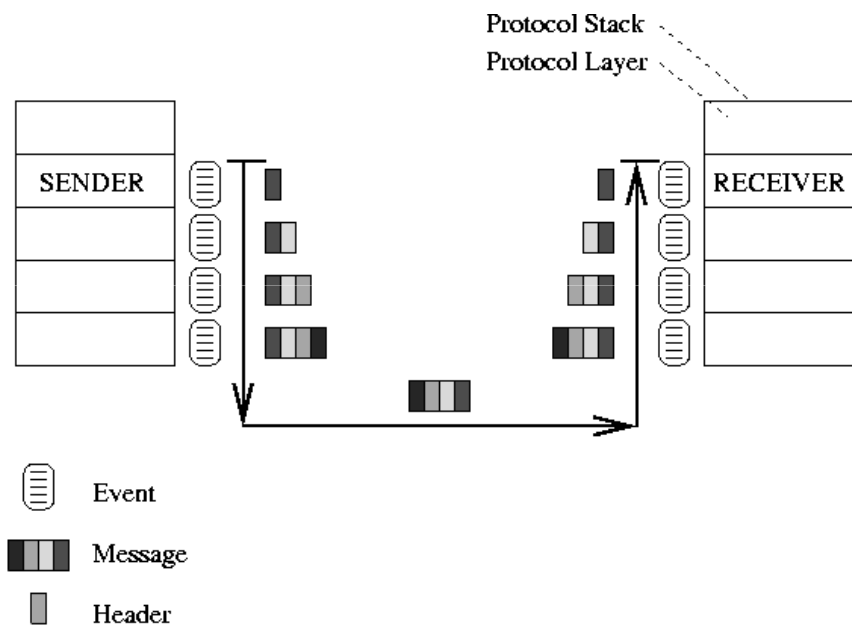 Protocol Stack
Protocol Layer
SENDER
RECEIVER
Event
Message
Header